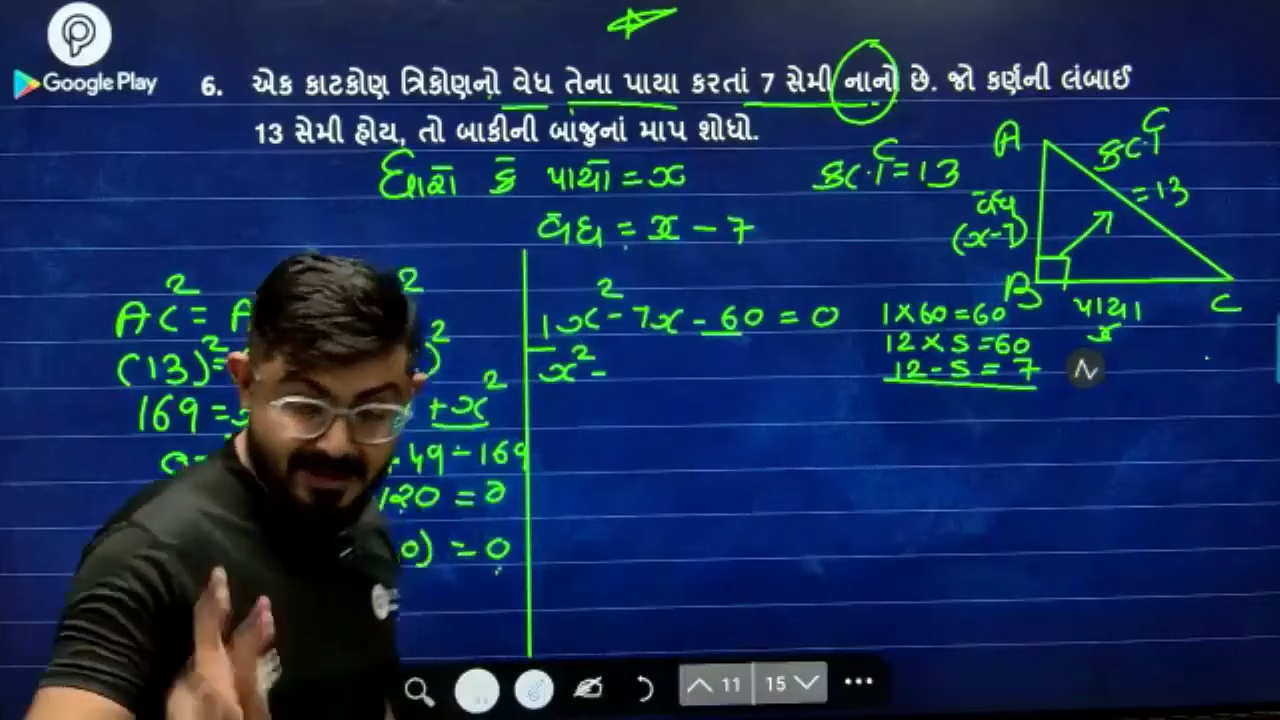 Google Play
6. એક કાટકોણ ત્રિકોણનો વેધ તેના પાયા કરતાં 7 સેમી નાનો છે. જો કર્ણની લંબાઈ
13 સેમી હોય, તો બાકીની બાજુનાં માપ શોધો.
ધારો કે પાયો = x
કર્ણ = 13
વેધ = x - 7
A
કર્ણ
= 13
વેધ
(x-7)
B
પાયા
x
C
AC² = A ²
(13)² = )²
169 = +x²
49 - 169
120 = 0
0) = 0
1x² - 7x - 60 = 0
x² -
1 X 60 = 60
12 X 5 = 60
12 - 5 = 7
11 15